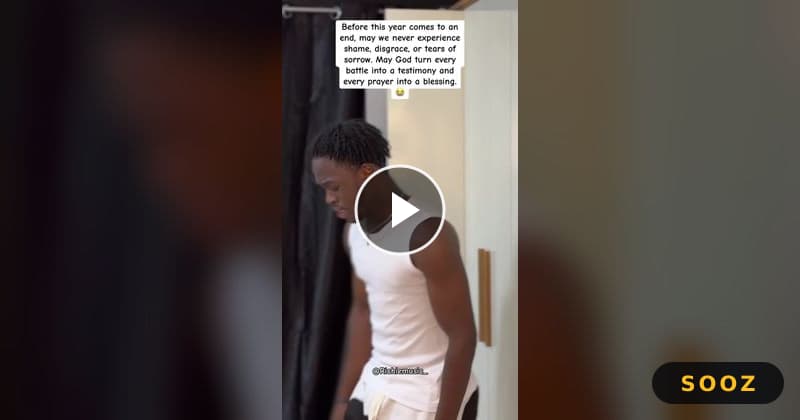 Before this year comes to an
end, may we never experience
shame, disgrace, or tears of
sorrow. May God turn every
battle into a testimony and
every prayer into a blessing.
😭
@Richiemusic_
SOOZ